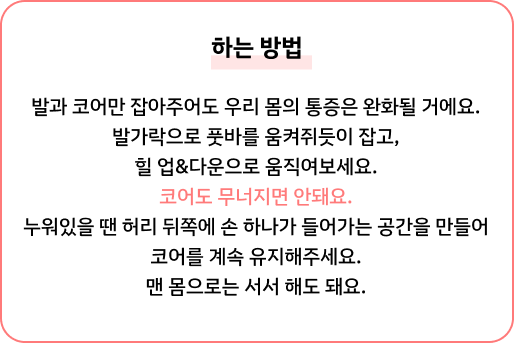 하는 방법
발과 코어만 잡아주어도 우리 몸의 통증은 완화될 거에요.
발가락으로 풋바를 움켜쥐듯이 잡고,
힐 업&다운으로 움직여보세요.
코어도 무너지면 안돼요.
누워있을 땐 허리 뒤쪽에 손 하나가 들어가는 공간을 만들어
코어를 계속 유지해주세요.
맨 몸으로는 서서 해도 돼요.